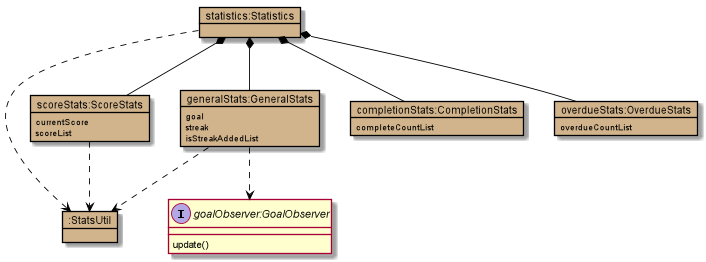 statistics:Statistics
scoreStats:ScoreStats
currentScore
scoreList
generalStats:GeneralStats
goal
streak
isStreakAddedList
completionStats:CompletionStats
completeCountList
overdueStats:OverdueStats
overdueCountList
:StatsUtil
I goalObserver:GoalObserver
update()